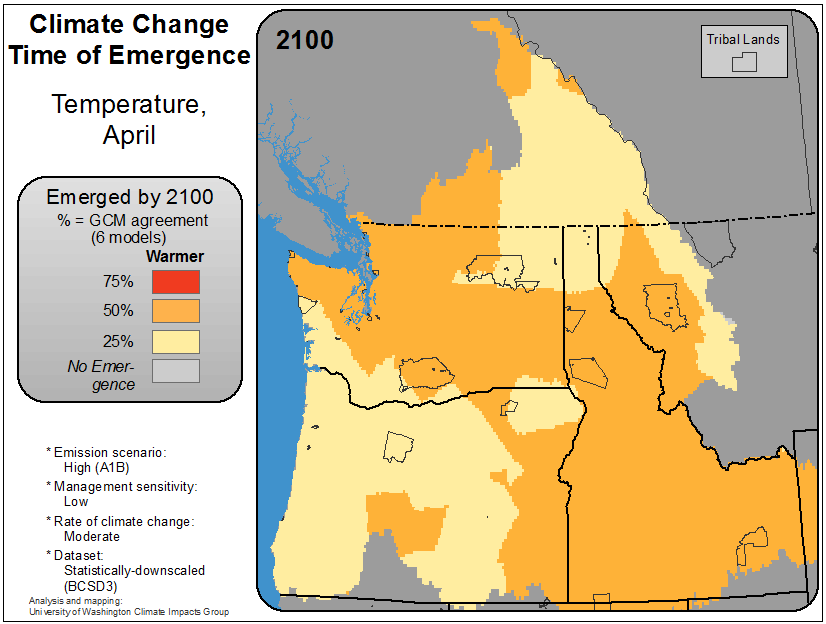 Climate Change
Time of Emergence
Temperature,
April
Emerged by 2100
% = GCM agreement
(6 models)
Warmer
75%
50%
25%
No Emer-
gence
* Emission scenario:
High (A1B)
* Management sensitivity:
Low
* Rate of climate change:
Moderate
* Dataset:
Statistically-downscaled
(BCSD3)
Analysis and mapping:
University of Washington Climate Impacts Group
2100
Tribal Lands